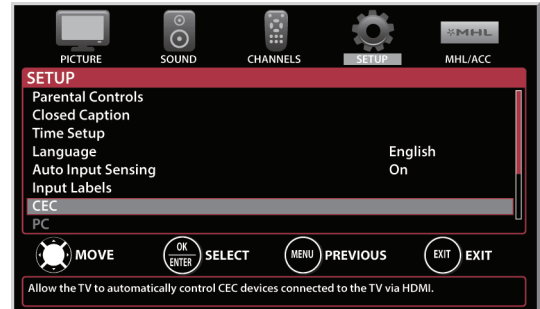 MHL
PICTURE SOUND CHANNELS SETUP MHL/ACC
SETUP
Parental Controls
Closed Caption
Time Setup
Language English
Auto Input Sensing On
Input Labels
CEC
PC
MOVE OK ENTER SELECT MENU PREVIOUS EXIT EXIT
Allow the TV to automatically control CEC devices connected to the TV via HDMI.